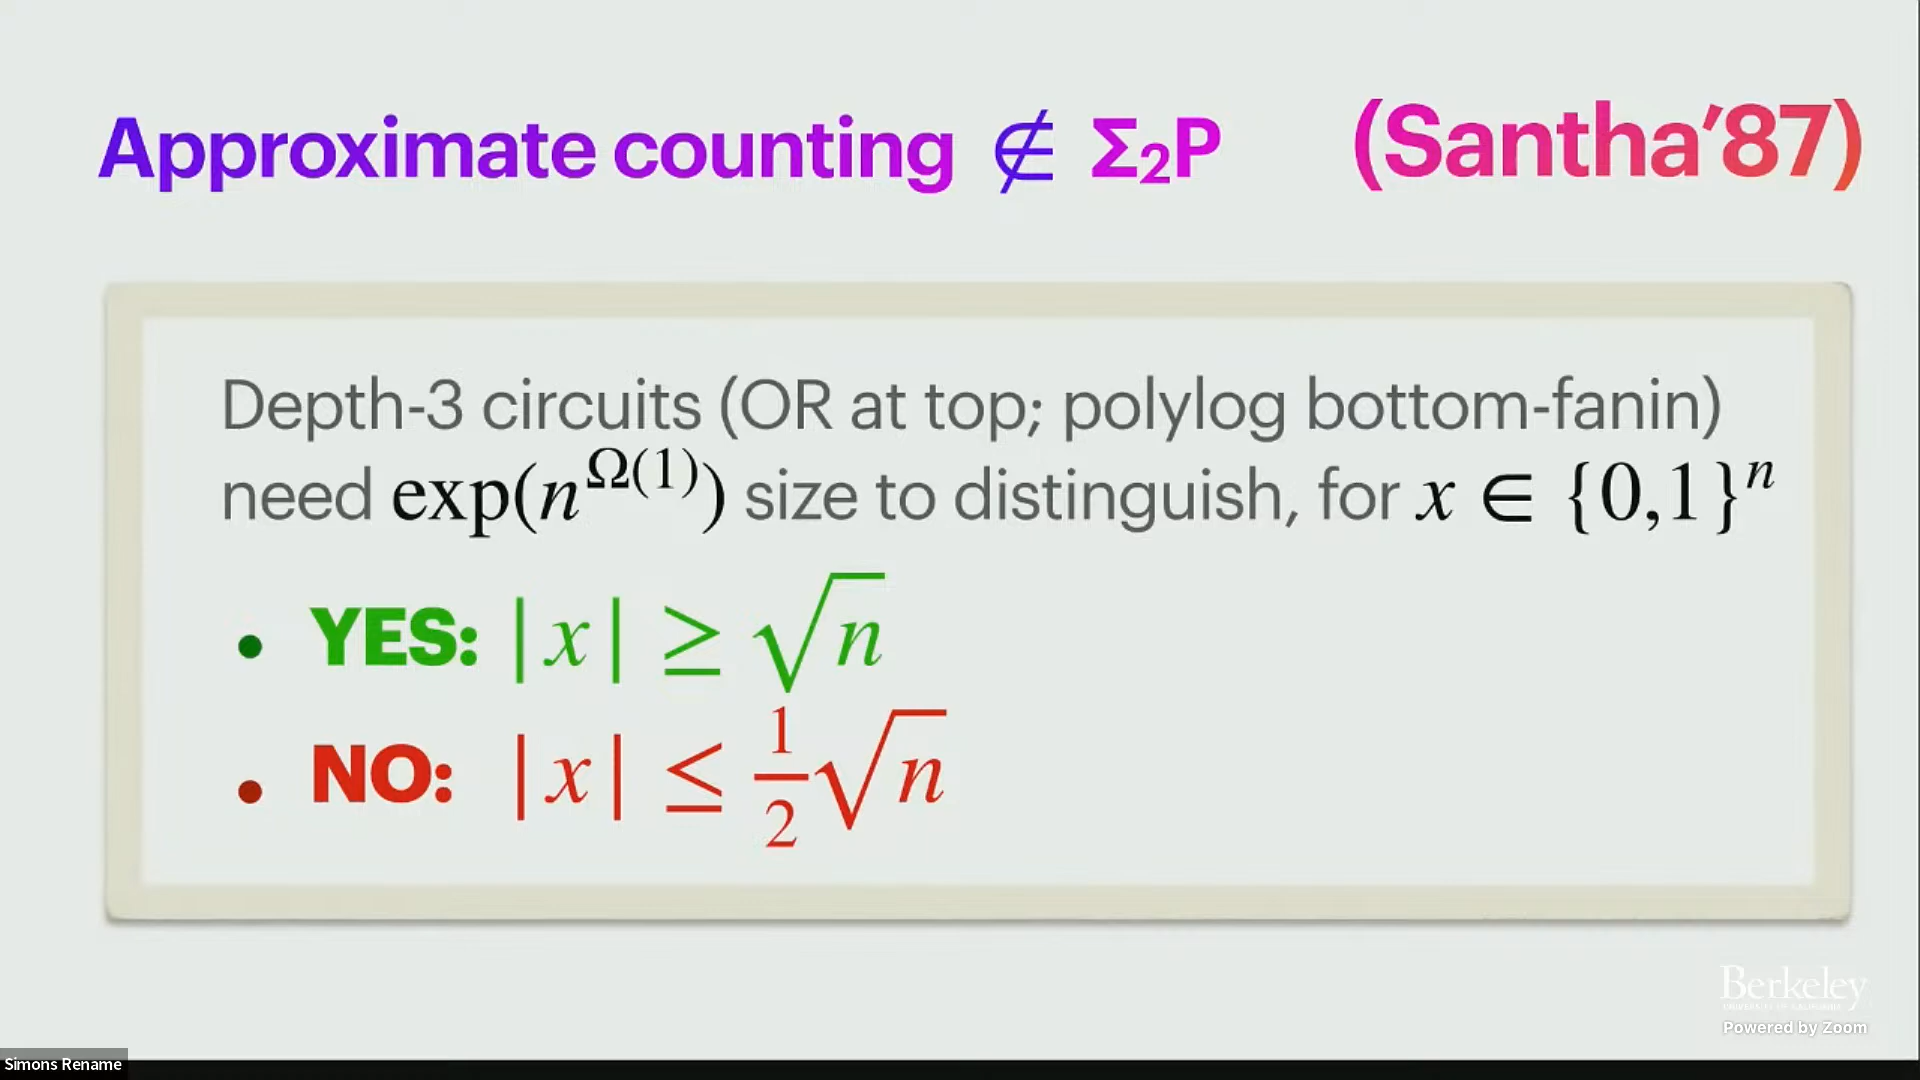 Approximate counting ∉ Σ₂P (Santha'87)
Depth-3 circuits (OR at top; polylog bottom-fanin)
need exp(n^Ω(1)) size to distinguish, for x ∈ {0,1}ⁿ
• YES: |x| ≥ √n
• NO: |x| ≤ 1/2 √n
Berkeley
Powered by Zoom
Simons Rename